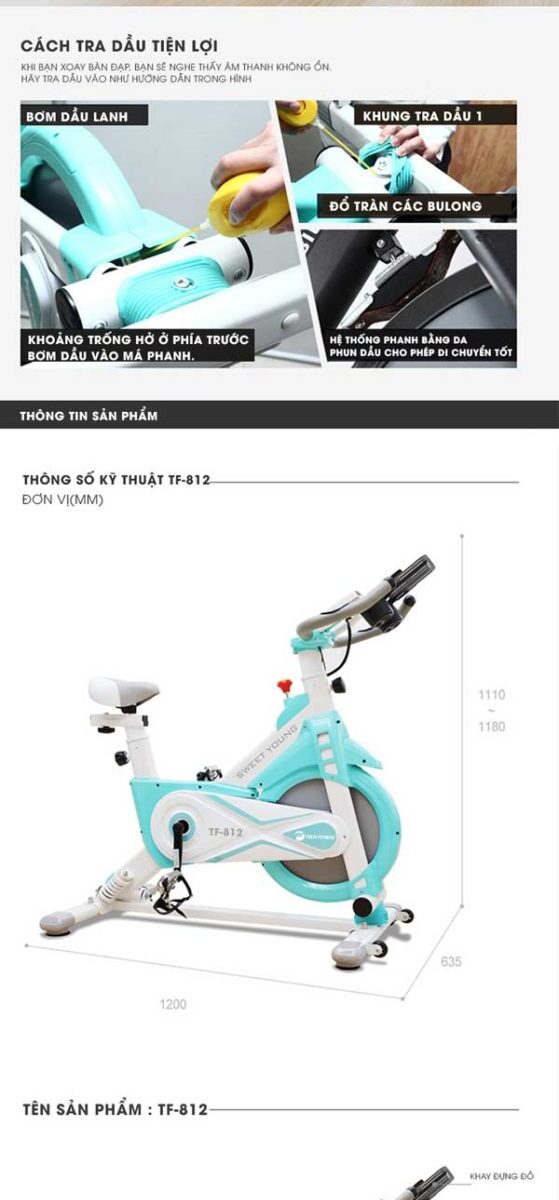 CÁCH TRA DẦU TIỆN LỢI
KHI BẠN XOAY BÀN ĐẠP, BẠN SẼ NGHE THẤY ÂM THANH KHÔNG ỔN.
HÃY TRA DẦU VÀO NHƯ HƯỚNG DẪN TRONG HÌNH
BƠM DẦU LANH
KHUNG TRA DẦU 1
ĐỔ TRÀN CÁC BULONG
KHOẢNG TRỐNG HỞ Ở PHÍA TRƯỚC
BƠM DẦU VÀO MÁ PHANH.
HỆ THỐNG PHANH BẰNG DA
PHUN DẦU CHO PHÉP DI CHUYỂN TỐT
THÔNG TIN SẢN PHẨM
THÔNG SỐ KỸ THUẬT TF-812
ĐƠN VỊ(MM)
1110
~
1180
SWEET YOUNG
TF-812
TECH FITNESS
635
1200
TÊN SẢN PHẨM : TF-812
KHAY ĐỰNG ĐỒ